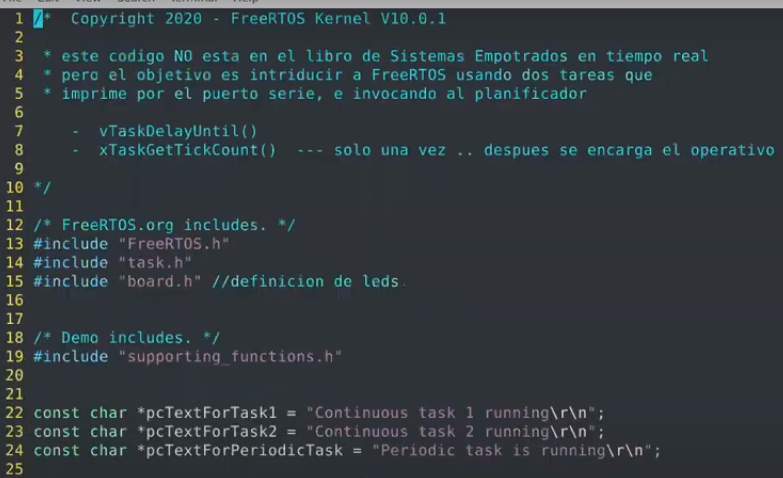 1 /*  Copyright 2020 - FreeRTOS Kernel V10.0.1
2
3  * este codigo NO esta en el libro de Sistemas Empotrados en tiempo real
4  * pero el objetivo es intriducir a FreeRTOS usando dos tareas que
5  * imprime por el puerto serie, e invocando al planificador
6
7     -  vTaskDelayUntil()
8     -  xTaskGetTickCount()  --- solo una vez .. despues se encarga el operativo
9
10 */
11
12 /* FreeRTOS.org includes. */
13 #include "FreeRTOS.h"
14 #include "task.h"
15 #include "board.h" //definicion de leds
16
17
18 /* Demo includes. */
19 #include "supporting_functions.h"
20
21
22 const char *pcTextForTask1 = "Continuous task 1 running\r\n";
23 const char *pcTextForTask2 = "Continuous task 2 running\r\n";
24 const char *pcTextForPeriodicTask = "Periodic task is running\r\n";
25